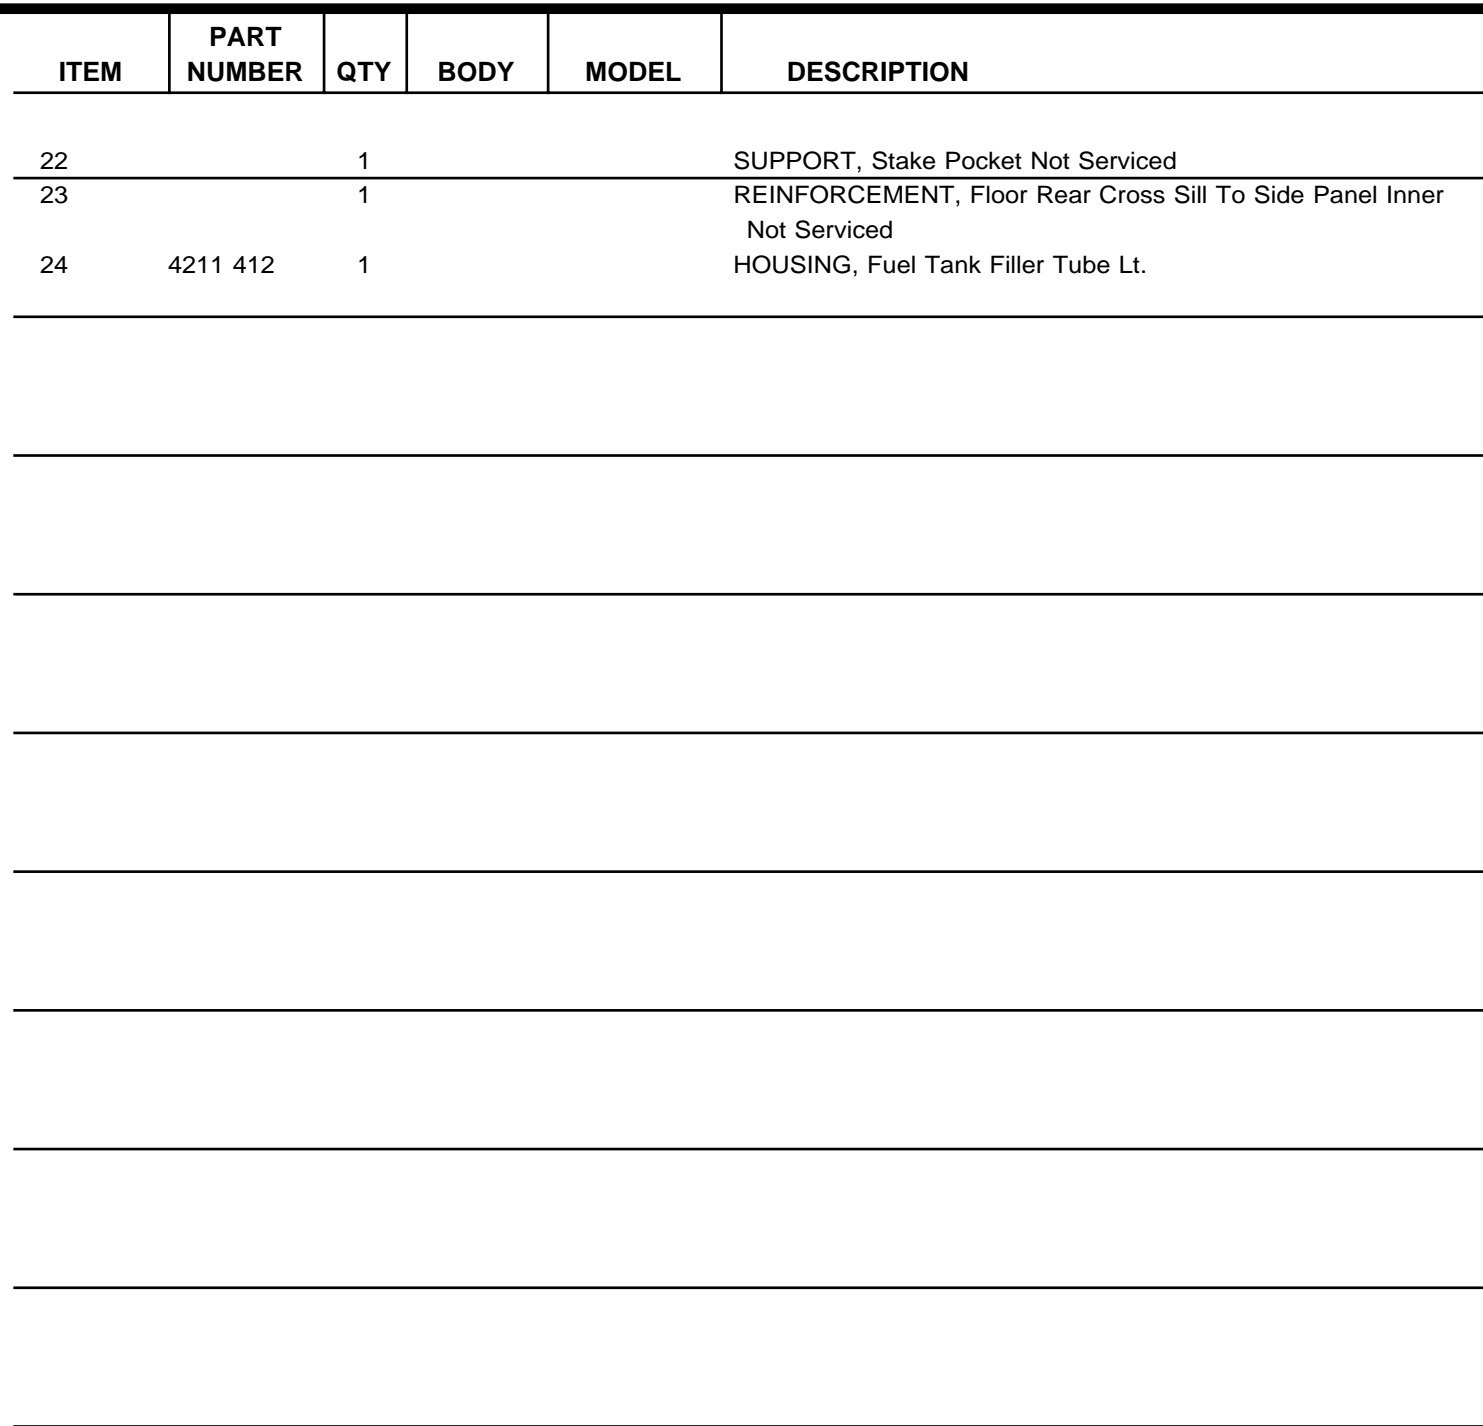 PART
ITEM NUMBER QTY BODY MODEL DESCRIPTION
22 1 SUPPORT, Stake Pocket Not Serviced
23 1 REINFORCEMENT, Floor Rear Cross Sill To Side Panel Inner
Not Serviced
24 4211 412 1 HOUSING, Fuel Tank Filler Tube Lt.